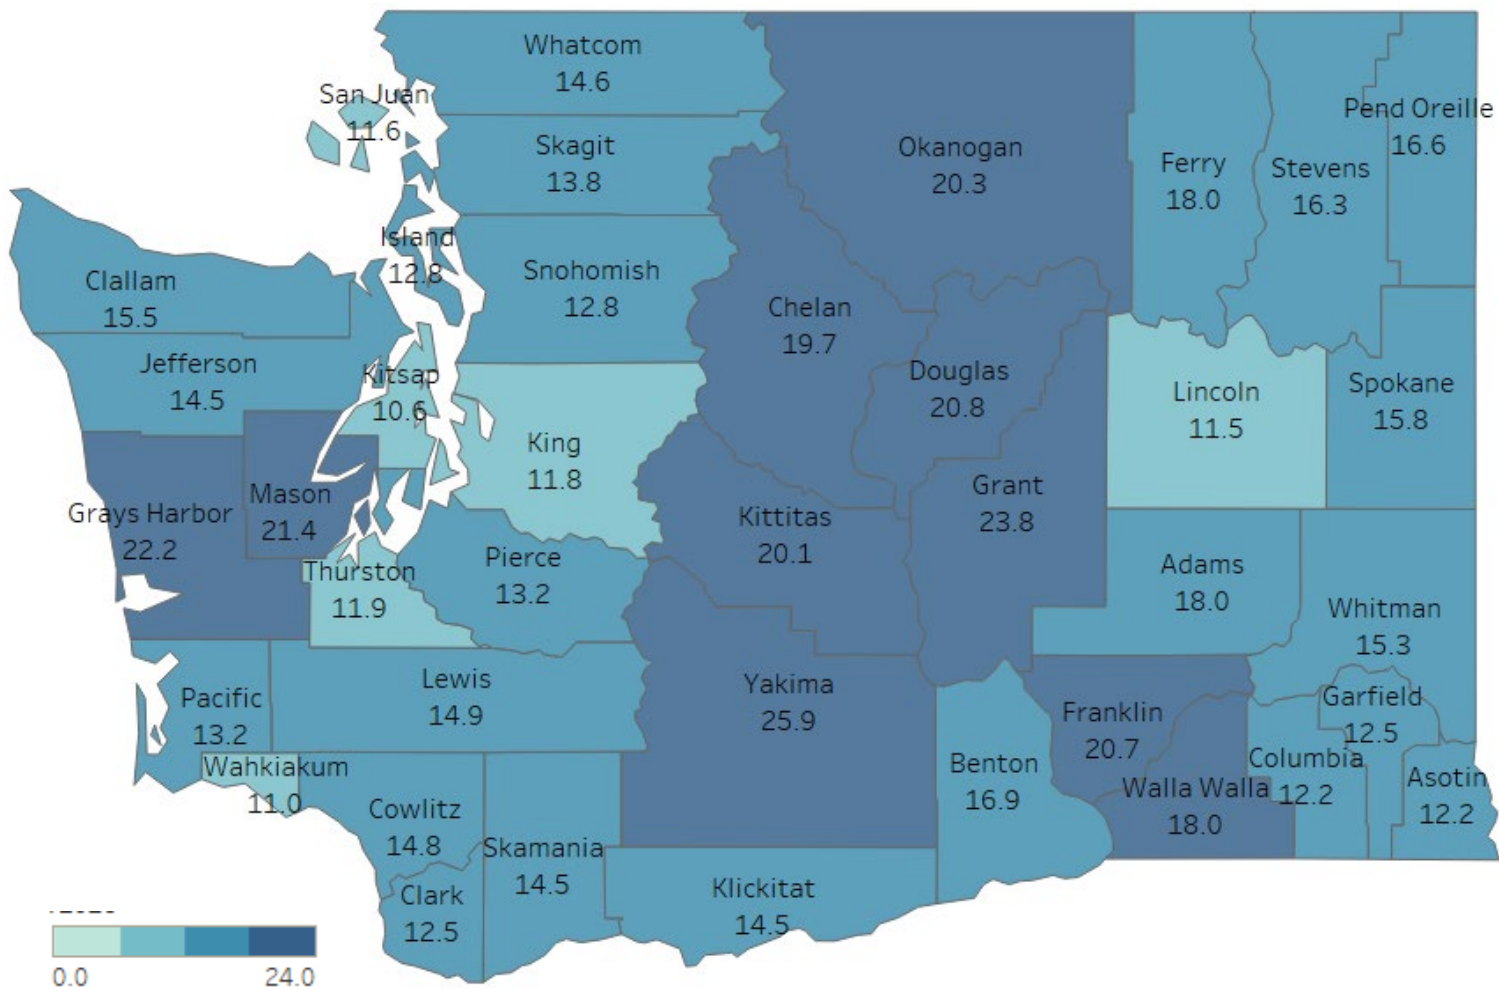 Whatcom
14.6
San Juan
11.6
Skagit
13.8
Okanogan
20.3
Ferry
18.0
Stevens
16.3
Pend Oreille
16.6
Island
12.8
Snohomish
12.8
Clallam
15.5
Jefferson
14.5
Kitsap
10.6
Chelan
19.7
Douglas
20.8
Lincoln
11.5
Spokane
15.8
King
11.8
Grays Harbor
22.2
Mason
21.4
Grant
23.8
Kittitas
20.1
Thurston
11.9
Pierce
13.2
Adams
18.0
Whitman
15.3
Pacific
13.2
Lewis
14.9
Yakima
25.9
Franklin
20.7
Garfield
12.5
Wahkiakum
11.0
Benton
16.9
Columbia
12.2
Walla Walla
18.0
Asotin
12.2
Cowlitz
14.8
Skamania
14.5
Clark
12.5
Klickitat
14.5
0.0
24.0